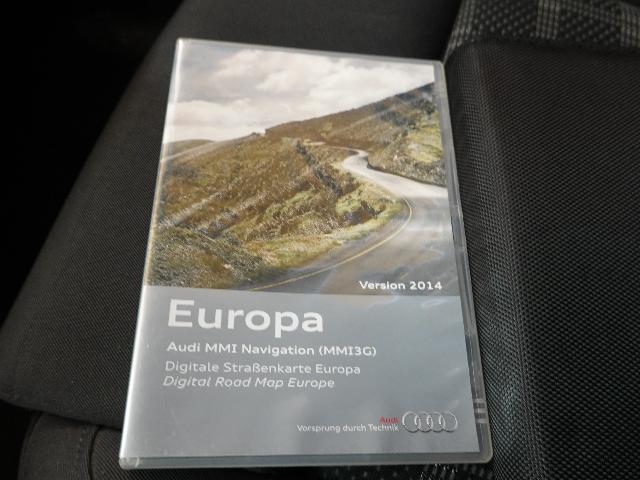 Version 2014
Europa
Audi MMI Navigation (MMI3G)
Digitale Straßenkarte Europa
Digital Road Map Europe
Audi
Vorsprung durch Technik